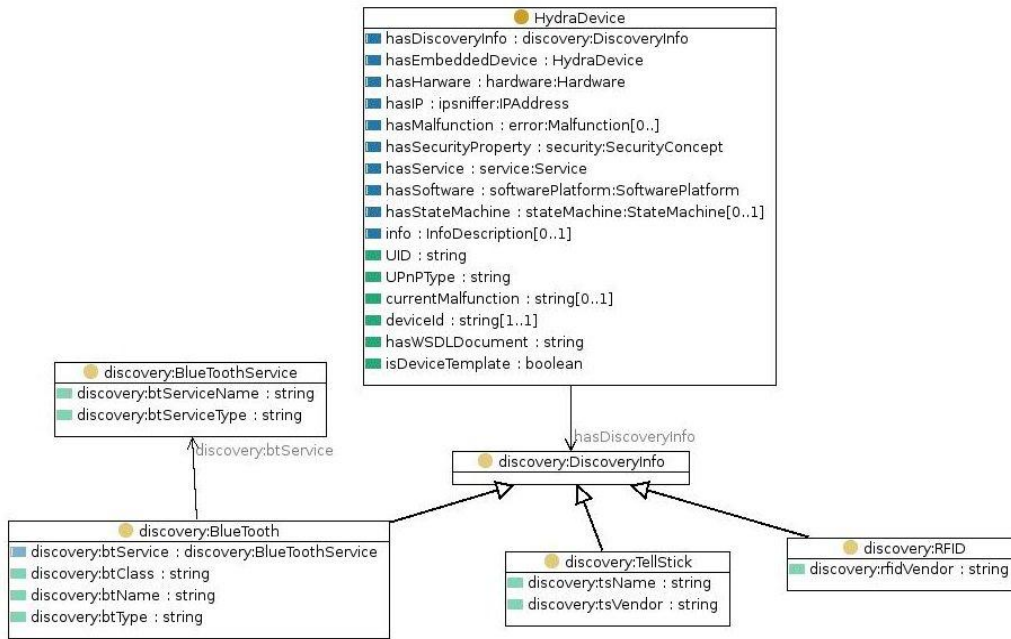 HydraDevice
hasDiscoveryInfo : discovery:DiscoveryInfo
hasEmbeddedDevice : HydraDevice
hasHarware : hardware:Hardware
hasIP : ipsniffer:IPAddress
hasMalfunction : error:Malfunction[0..]
hasSecurityProperty : security:SecurityConcept
hasService : service:Service
hasSoftware : softwarePlatform:SoftwarePlatform
hasStateMachine : stateMachine:StateMachine[0..1]
info : InfoDescription[0..1]
UID : string
UPnPType : string
currentMalfunction : string[0..1]
deviceId : string[1..1]
hasWSDLDocument : string
isDeviceTemplate : boolean
discovery:BlueToothService
discovery:btServiceName : string
discovery:btServiceType : string
discovery:btService
hasDiscoveryInfo
discovery:DiscoveryInfo
discovery:BlueTooth
discovery:btService : discovery:BlueToothService
discovery:btClass : string
discovery:btName : string
discovery:btType : string
discovery:TellStick
discovery:tsName : string
discovery:tsVendor : string
discovery:RFID
discovery:rfidVendor : string